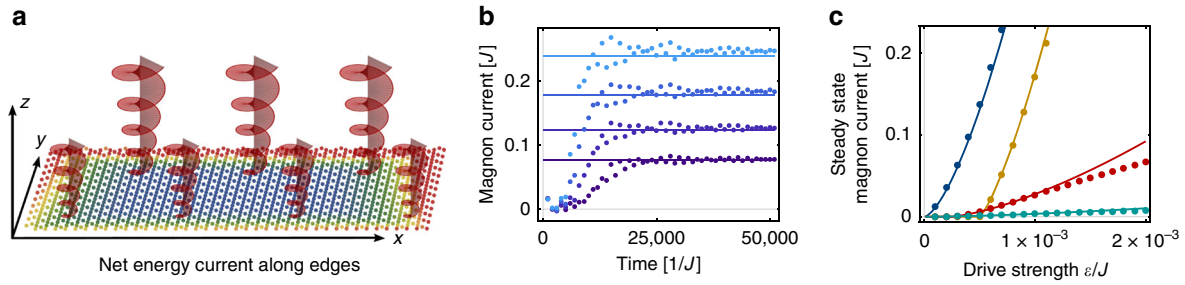 a
z
y
x
Net energy current along edges
b
Magnon current [J]
0.2
0.1
0
0
25,000
50,000
Time [1/J]
c
Steady state
magnon current [J]
0.2
0.1
0
0
1 × 10⁻³
2 × 10⁻³
Drive strength ε/J